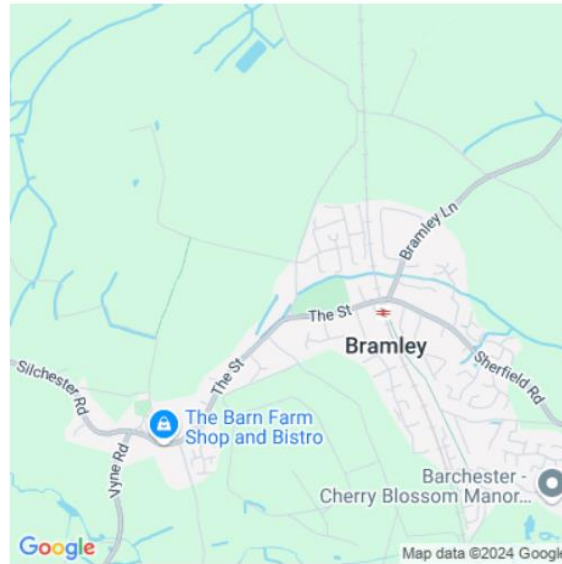 Bramley Ln
The St
Bramley
Sherfield Rd
The St
Silchester Rd
The Barn Farm
Shop and Bistro
Vyne Rd
Barchester -
Cherry Blossom Manor...
Google
Map data ©2024 Google